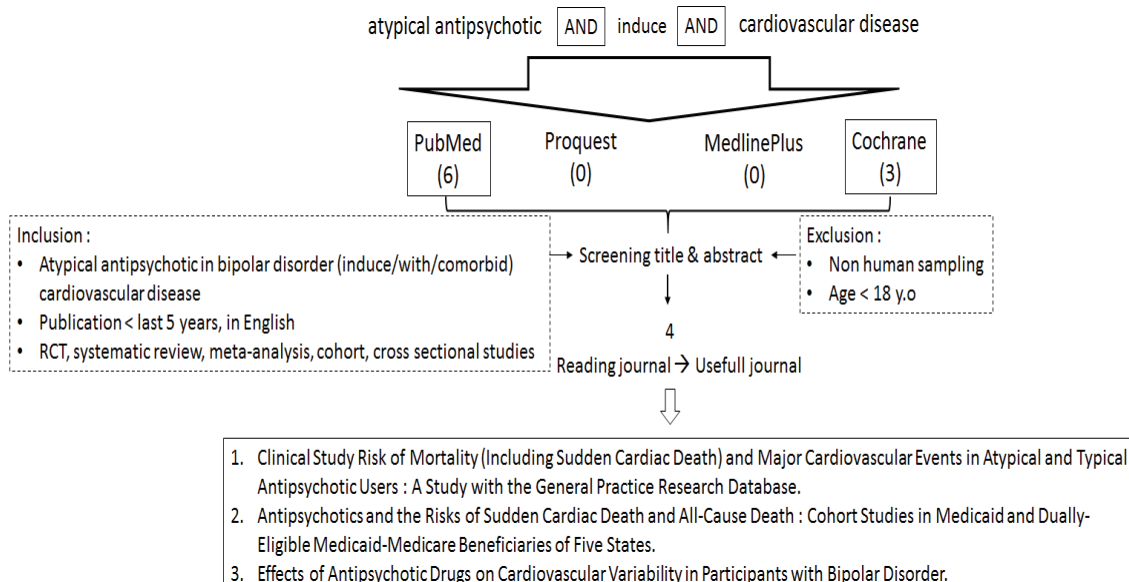 atypical antipsychotic AND induce AND cardiovascular disease
PubMed
(6)
Proquest
(0)
MedlinePlus
(0)
Cochrane
(3)
Inclusion :
• Atypical antipsychotic in bipolar disorder (induce/with/comorbid)
cardiovascular disease
• Publication < last 5 years, in English
• RCT, systematic review, meta-analysis, cohort, cross sectional studies
Screening title & abstract
Exclusion :
• Non human sampling
• Age < 18 y.o
4
Reading journal → Usefull journal
1. Clinical Study Risk of Mortality (Including Sudden Cardiac Death) and Major Cardiovascular Events in Atypical and Typical
Antipsychotic Users : A Study with the General Practice Research Database.
2. Antipsychotics and the Risks of Sudden Cardiac Death and All-Cause Death : Cohort Studies in Medicaid and Dually-
Eligible Medicaid-Medicare Beneficiaries of Five States.
3. Effects of Antipsychotic Drugs on Cardiovascular Variability in Participants with Bipolar Disorder.